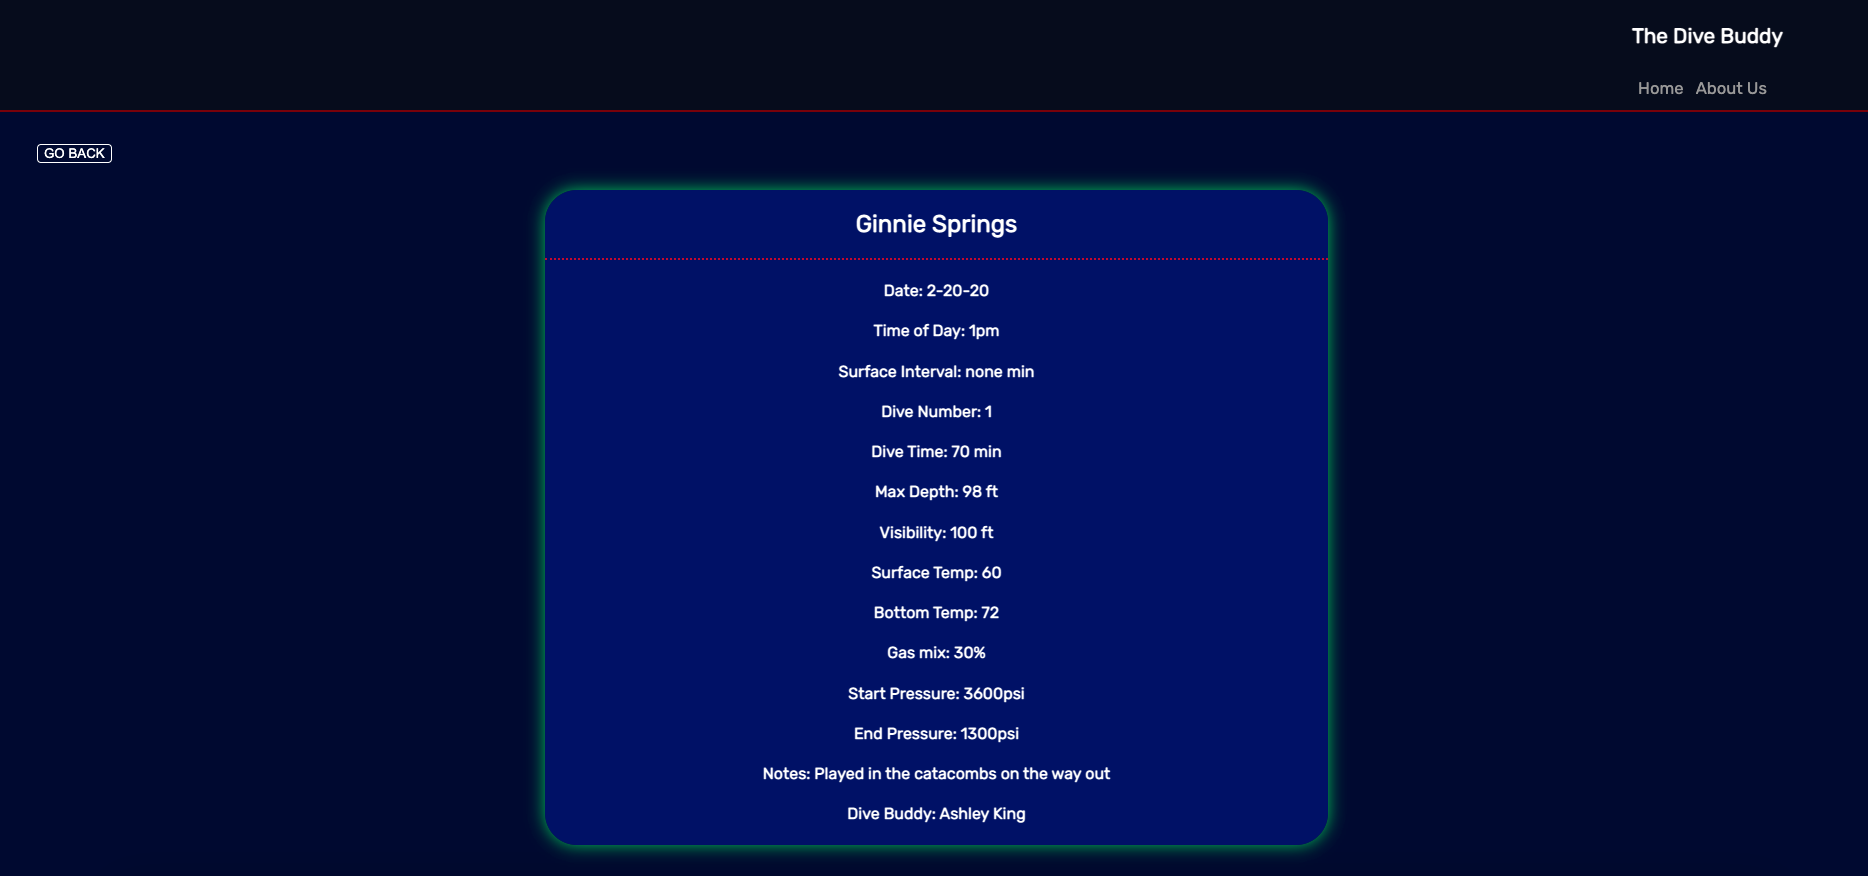 The Dive Buddy
Home About Us
GO BACK
Ginnie Springs
Date: 2-20-20
Time of Day: 1pm
Surface Interval: none min
Dive Number: 1
Dive Time: 70 min
Max Depth: 98 ft
Visibility: 100 ft
Surface Temp: 60
Bottom Temp: 72
Gas mix: 30%
Start Pressure: 3600psi
End Pressure: 1300psi
Notes: Played in the catacombs on the way out
Dive Buddy: Ashley King